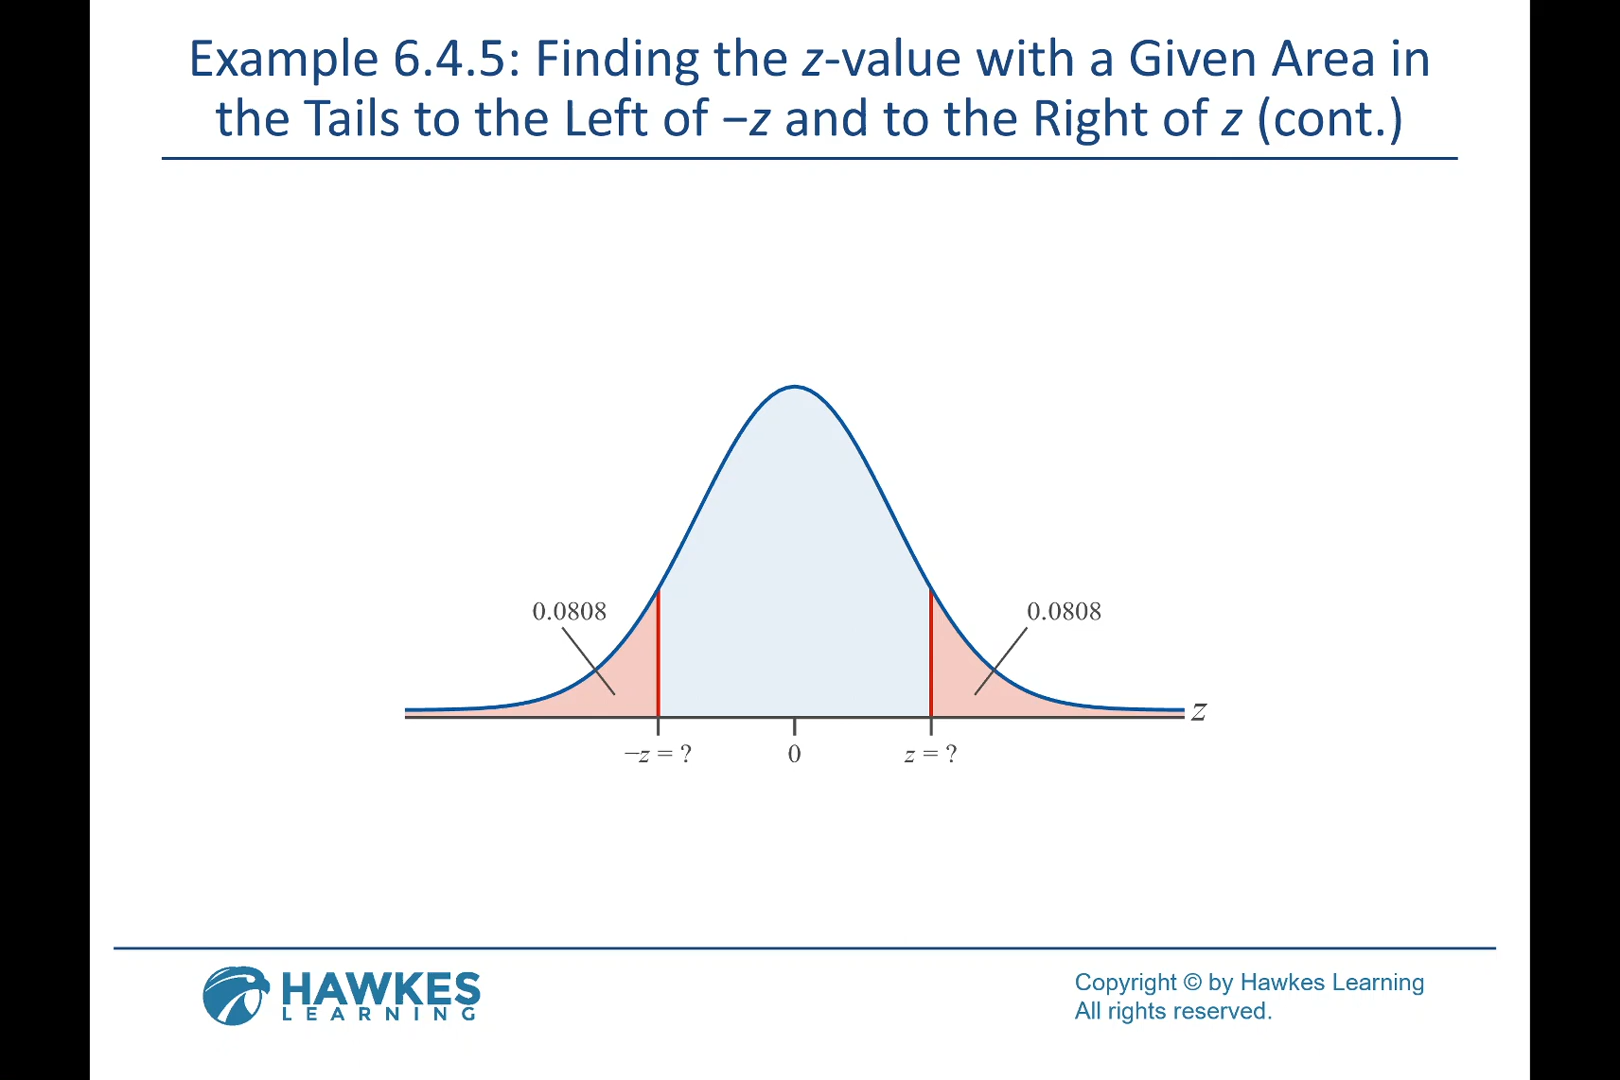 Example 6.4.5: Finding the z-value with a Given Area in
the Tails to the Left of −z and to the Right of z (cont.)
0.0808
0.0808
z
−z = ?
0
z = ?
HAWKES
LEARNING
Copyright © by Hawkes Learning
All rights reserved.